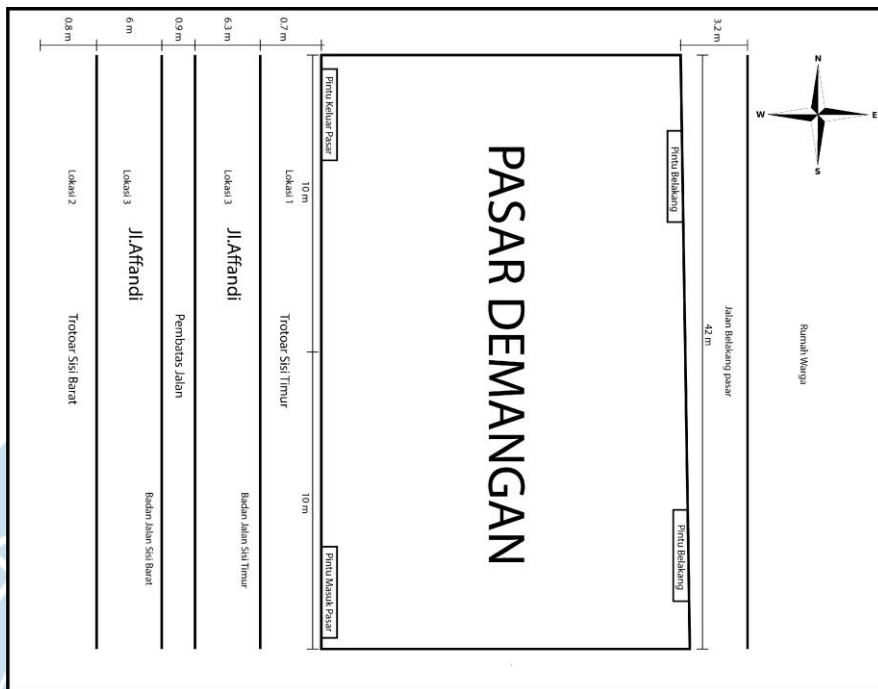 0.8 m
6 m
0.9 m
6.3 m
0.7 m
3.2 m
N
W
E
S
Pintu Keluar Pasar
Pintu Belakang
10 m
Lokasi 2
Lokasi 3
Lokasi 3
Lokasi 1
Jl.Affandi
Jl.Affandi
PASAR DEMANGAN
Trotoar Sisi Barat
Pembatas Jalan
Trotoar Sisi Timur
42 m
Jalan Belakang pasar
Rumah Warga
Badan Jalan Sisi Barat
Badan Jalan Sisi Timur
10 m
Pintu Masuk Pasar
Pintu Belakang